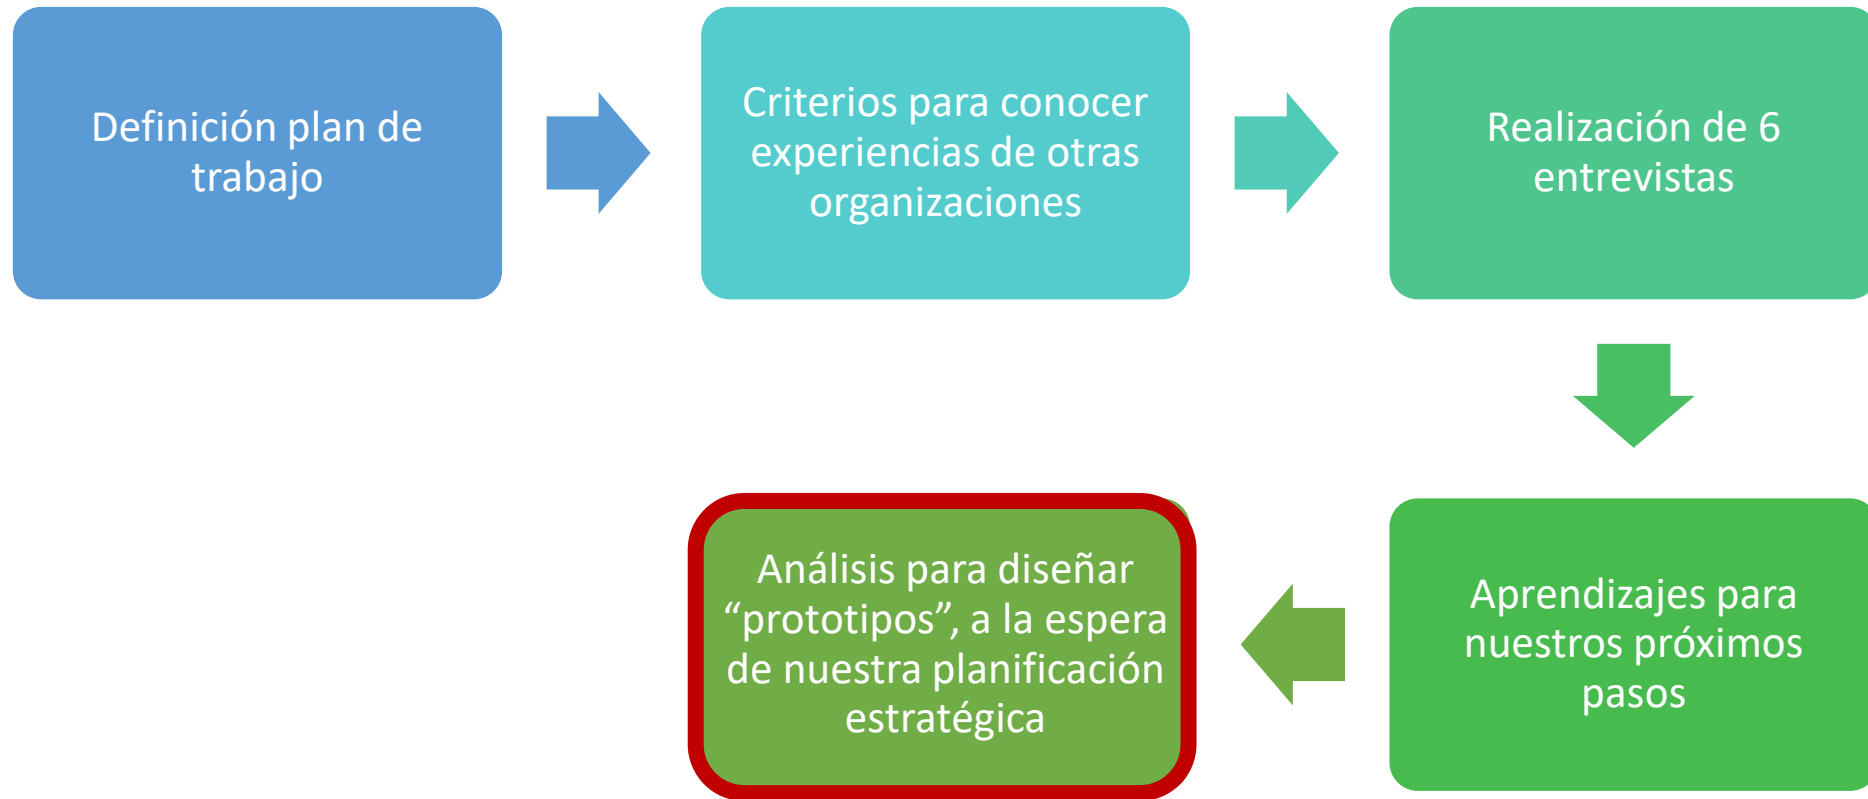 Definición plan de
trabajo
Criterios para conocer
experiencias de otras
organizaciones
Realización de 6
entrevistas
Aprendizajes para
nuestros próximos
pasos
Análisis para diseñar
“prototipos”, a la espera
de nuestra planificación
estratégica